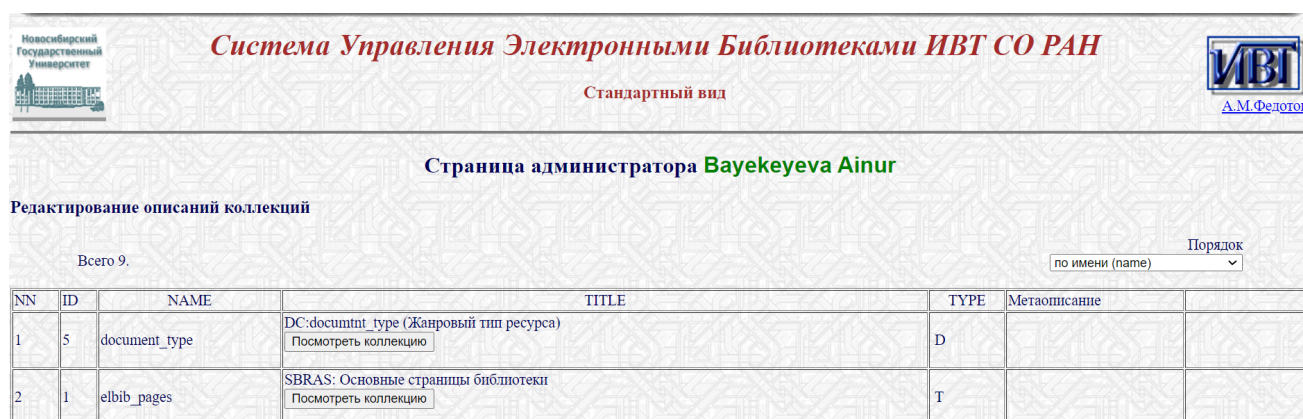 Новосибирский
Государственный
Университет
Система Управления Электронными Библиотеками ИВТ СО РАН
Стандартный вид
ИВТ
А.М.Федотов
Страница администратора Bayekeyeva Ainur
Редактирование описаний коллекций
Порядок
Всего 9.
по имени (name)
NN ID NAME TITLE TYPE Метаописание
DC:documtnt_type (Жанровый тип ресурса)
1 5 document_type Посмотреть коллекцию D
SBRAS: Основные страницы библиотеки
2 1 elbib_pages Посмотреть коллекцию T